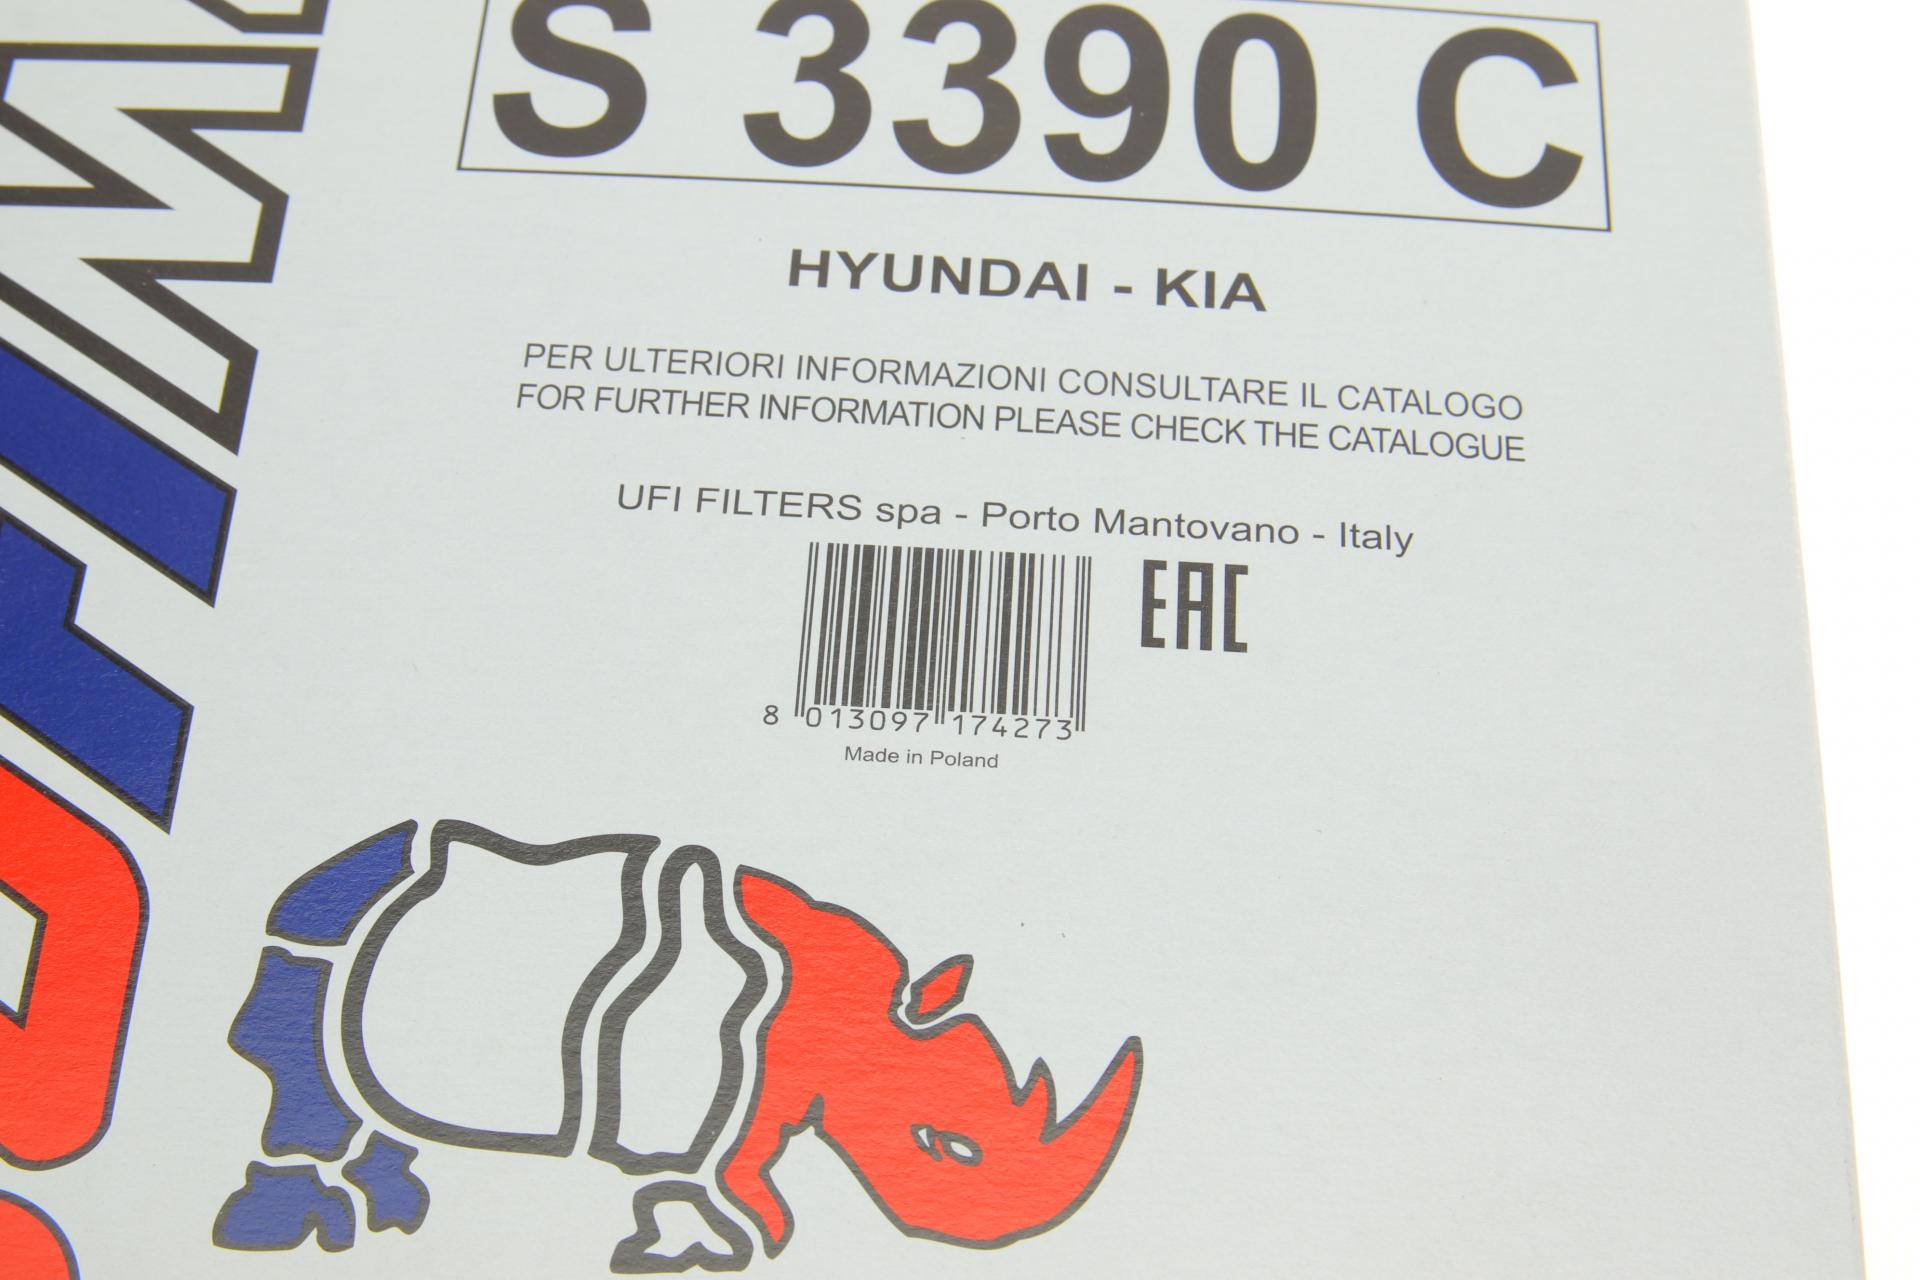 S 3390 C
HYUNDAI - KIA
PER ULTERIORI INFORMAZIONI CONSULTARE IL CATALOGO
FOR FURTHER INFORMATION PLEASE CHECK THE CATALOGUE
UFI FILTERS spa - Porto Mantovano - Italy
EAC
8 013097 174273
Made in Poland